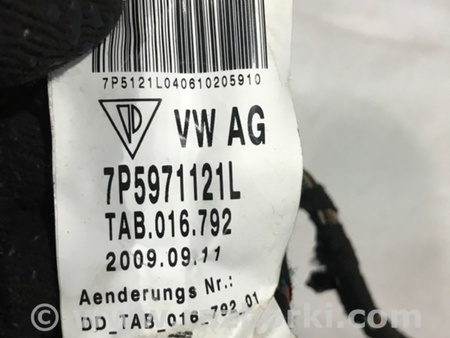 7P5121L040610205910
VW AG
7P5971121L
TAB.016.792
2009.09.11
Aenderungs Nr.:
DD_TAB_016_792_01